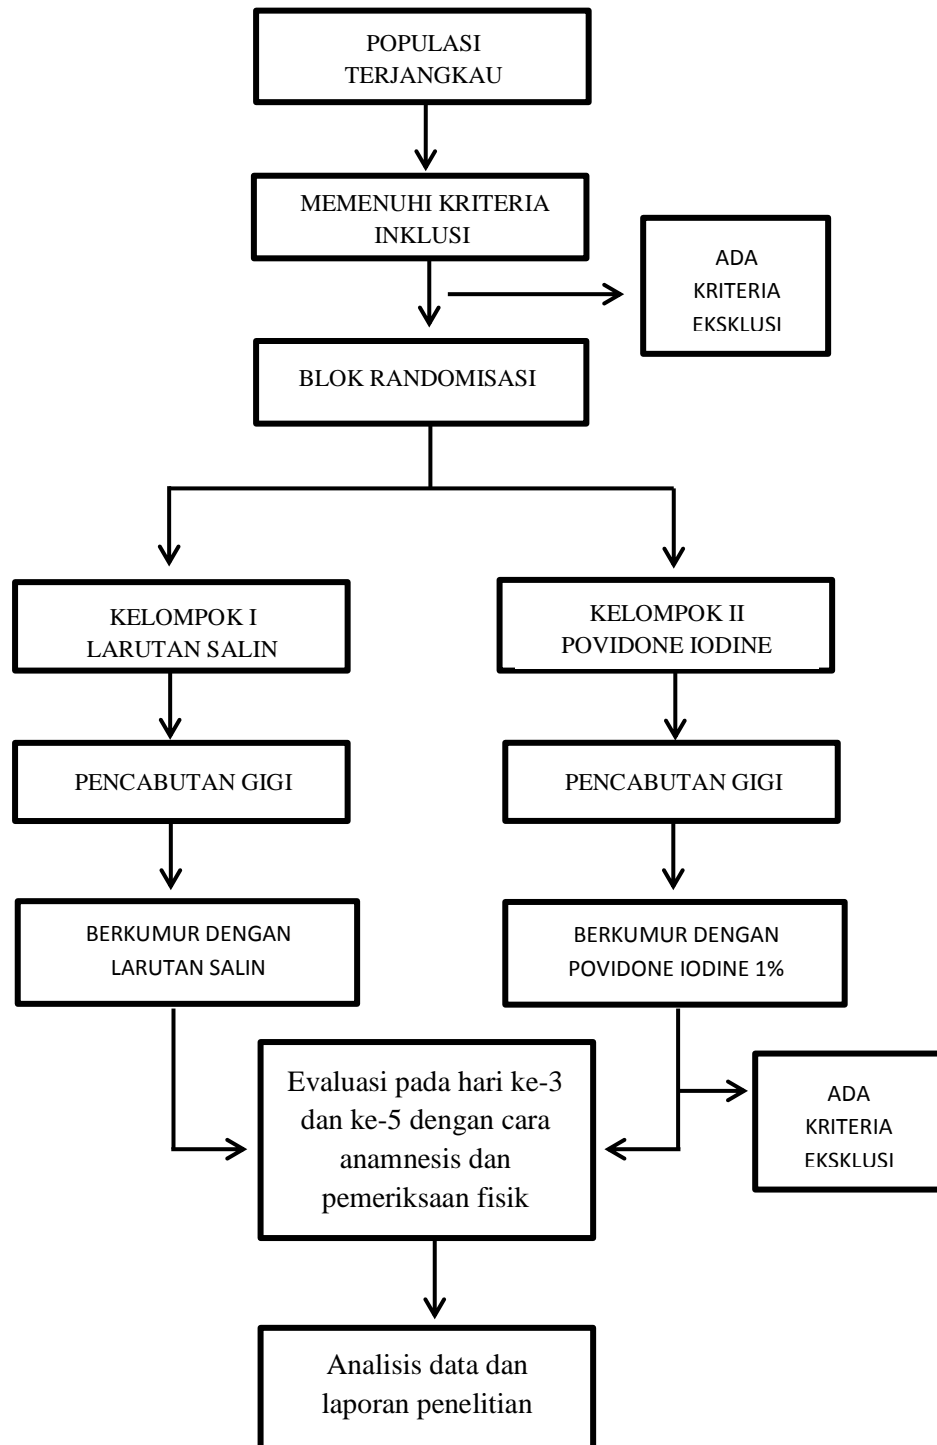 POPULASI
TERJANGKAU
MEMENUHI KRITERIA
INKLUSI
ADA
KRITERIA
EKSKLUSI
BLOK RANDOMISASI
KELOMPOK I
LARUTAN SALIN
KELOMPOK II
POVIDONE IODINE
PENCABUTAN GIGI
PENCABUTAN GIGI
BERKUMUR DENGAN
LARUTAN SALIN
BERKUMUR DENGAN
POVIDONE IODINE 1%
Evaluasi pada hari ke-3
dan ke-5 dengan cara
anamnesis dan
pemeriksaan fisik
ADA
KRITERIA
EKSKLUSI
Analisis data dan
laporan penelitian